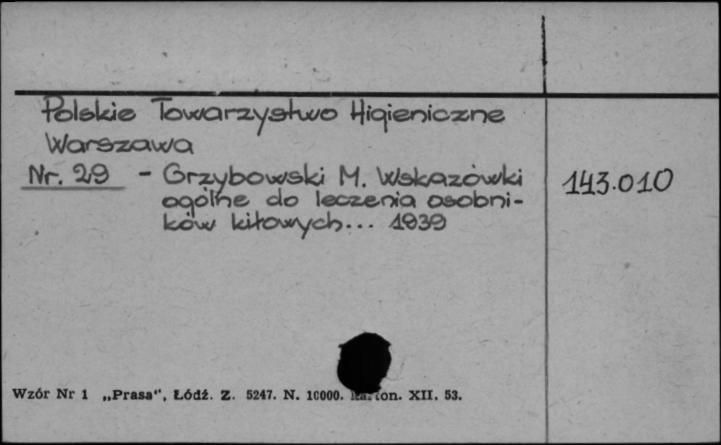 Polskie Towarzystwo Higieniczne
Warszawa
Nr. 29 - Grzybowski M. Wskazówki 143.010
ogólne do leczenia osobni-
ków kiłowych... 1939
Wzór Nr 1 „Prasa", Łódź. Z. 5247. N. 10000. Karton. XII. 53.